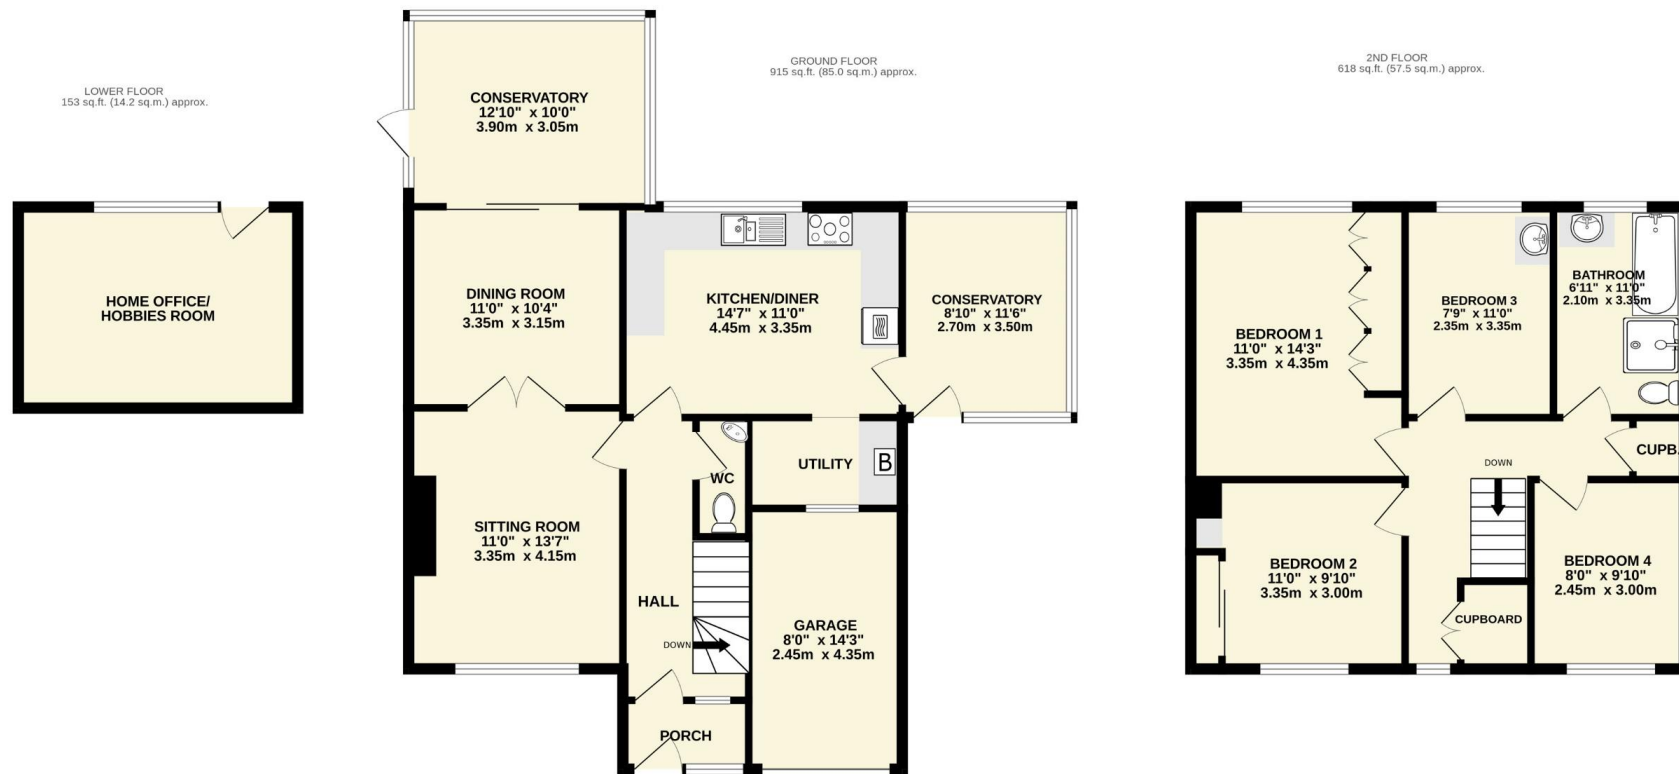 LOWER FLOOR
153 sq.ft. (14.2 sq.m.) approx.
HOME OFFICE/
HOBBIES ROOM
GROUND FLOOR
915 sq.ft. (85.0 sq.m.) approx.
CONSERVATORY
12'10" x 10'0"
3.90m x 3.05m
DINING ROOM
11'0" x 10'4"
3.35m x 3.15m
KITCHEN/DINER
14'7" x 11'0"
4.45m x 3.35m
CONSERVATORY
8'10" x 11'6"
2.70m x 3.50m
SITTING ROOM
11'0" x 13'7"
3.35m x 4.15m
WC
UTILITY
B
HALL
DOWN
GARAGE
8'0" x 14'3"
2.45m x 4.35m
PORCH
2ND FLOOR
618 sq.ft. (57.5 sq.m.) approx.
BEDROOM 1
11'0" x 14'3"
3.35m x 4.35m
BEDROOM 3
7'9" x 11'0"
2.35m x 3.35m
BATHROOM
6'11" x 11'0"
2.10m x 3.35m
CUPB
DOWN
BEDROOM 2
11'0" x 9'10"
3.35m x 3.00m
CUPBOARD
BEDROOM 4
8'0" x 9'10"
2.45m x 3.00m